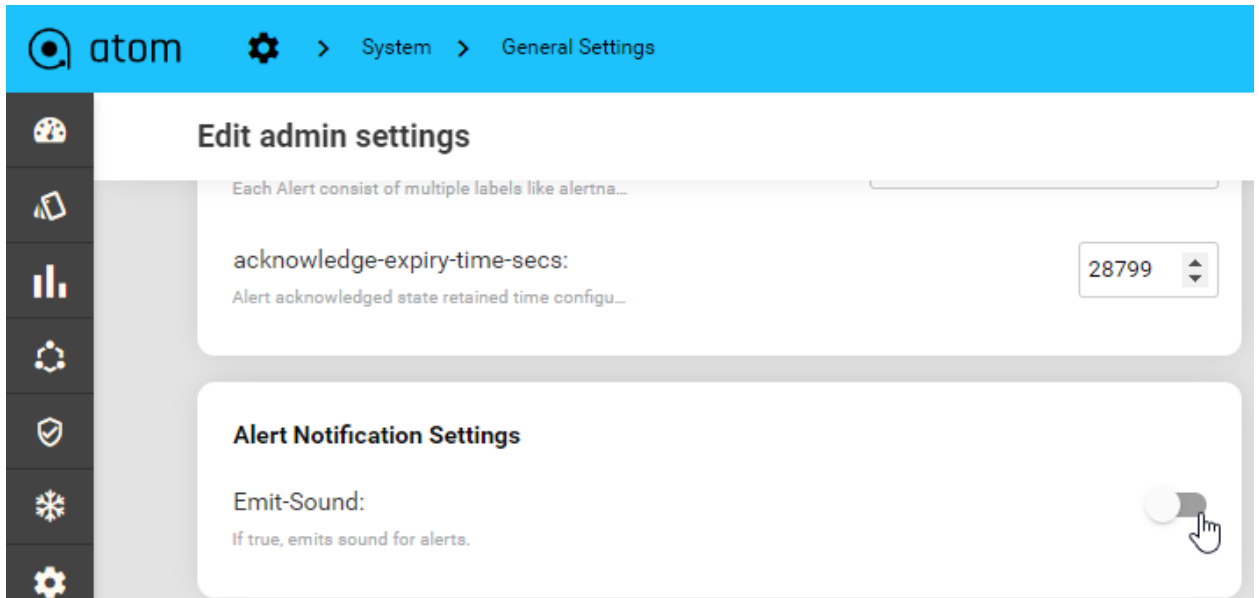 atom
> System > General Settings
Edit admin settings
Each Alert consist of multiple labels like alertna...
acknowledge-expiry-time-secs:
28799
Alert acknowledged state retained time configu...
Alert Notification Settings
Emit-Sound:
If true, emits sound for alerts.